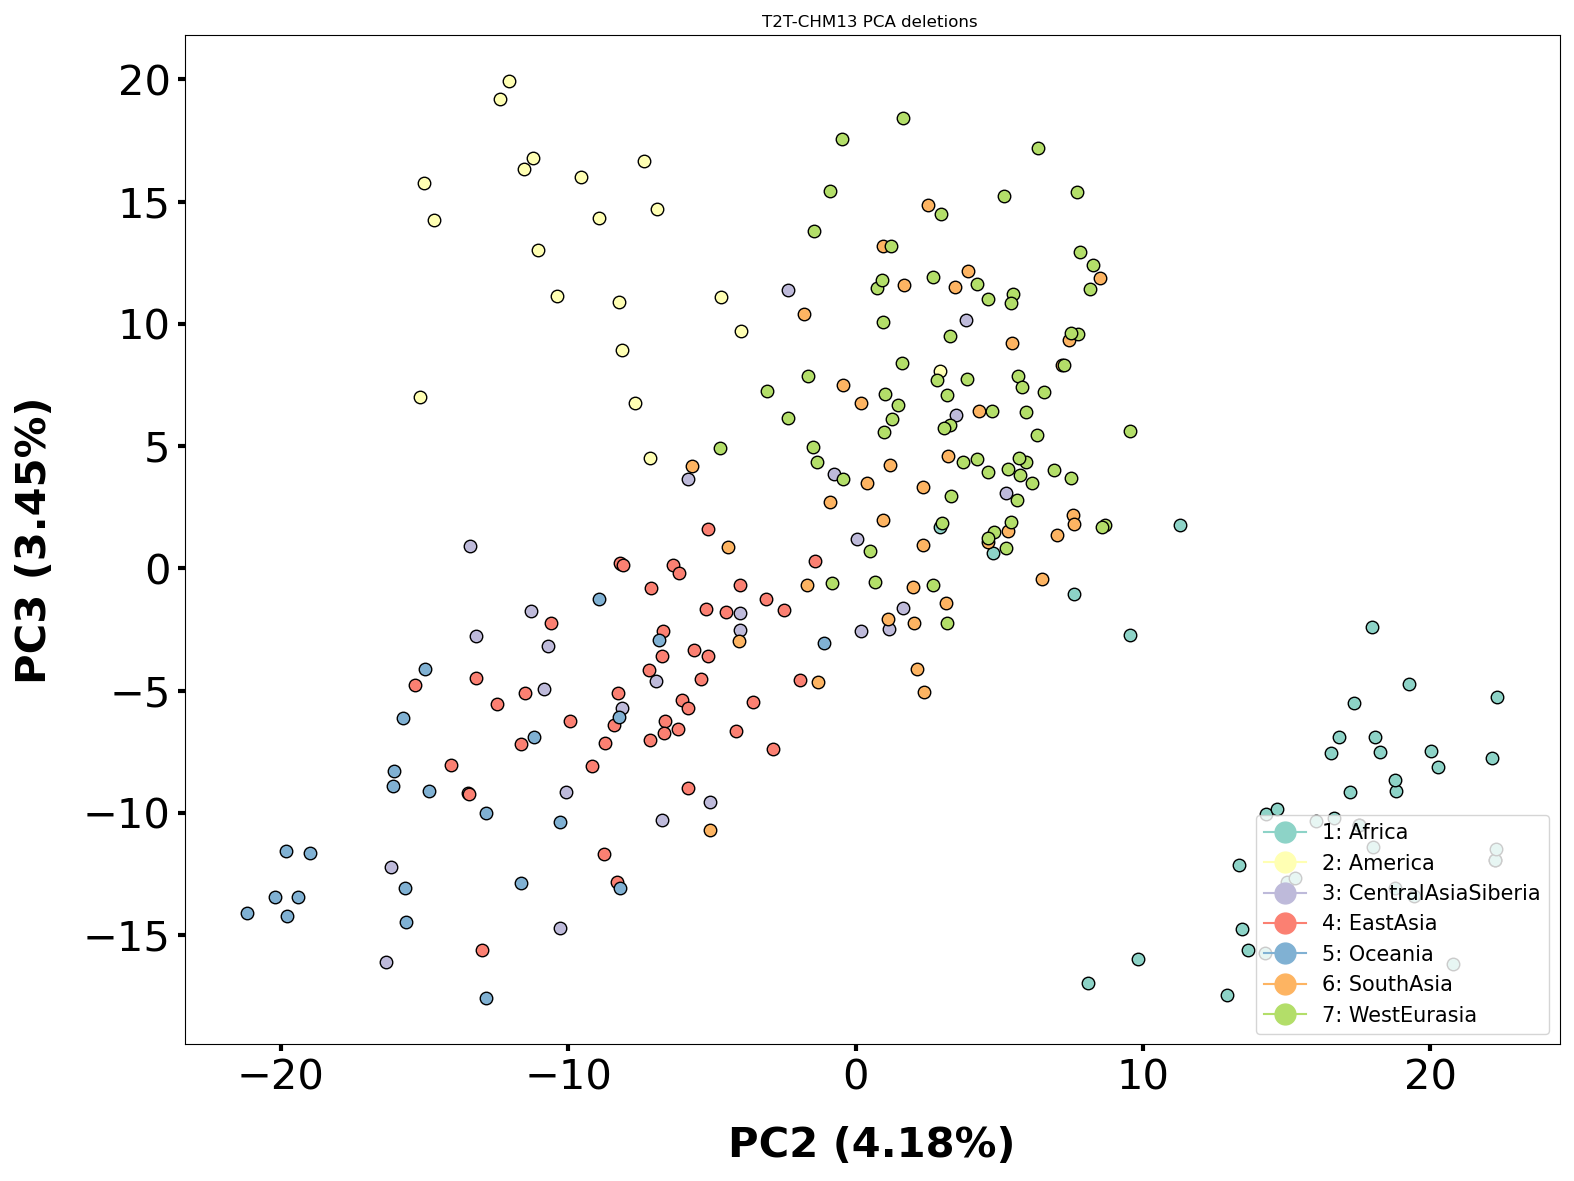 T2T-CHM13 PCA deletions
20
15
10
5
0
−5
−10
−15
PC3 (3.45%)
1: Africa
2: America
3: CentralAsiaSiberia
4: EastAsia
5: Oceania
6: SouthAsia
7: WestEurasia
−20 −10 0 10 20
PC2 (4.18%)